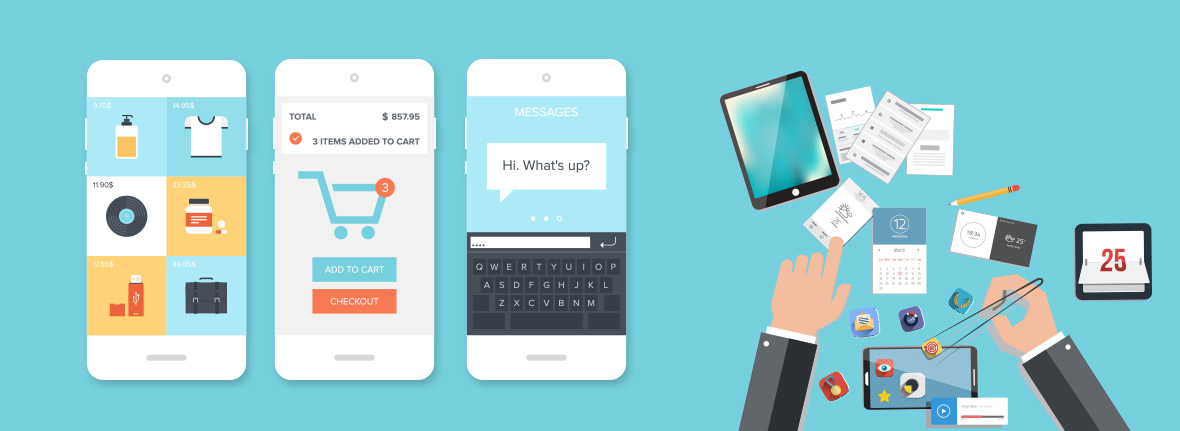 9.70$ 14.95$
11.90$ 23.25$
17.55$ 49.85$
TOTAL $ 857.95
3 ITEMS ADDED TO CART
3
ADD TO CART
CHECKOUT
MESSAGES
Hi. What's up?
Q W E R T Y U I O P
A S D F G H J K L
Z X C V B N M
12
March
18:34
25°
25